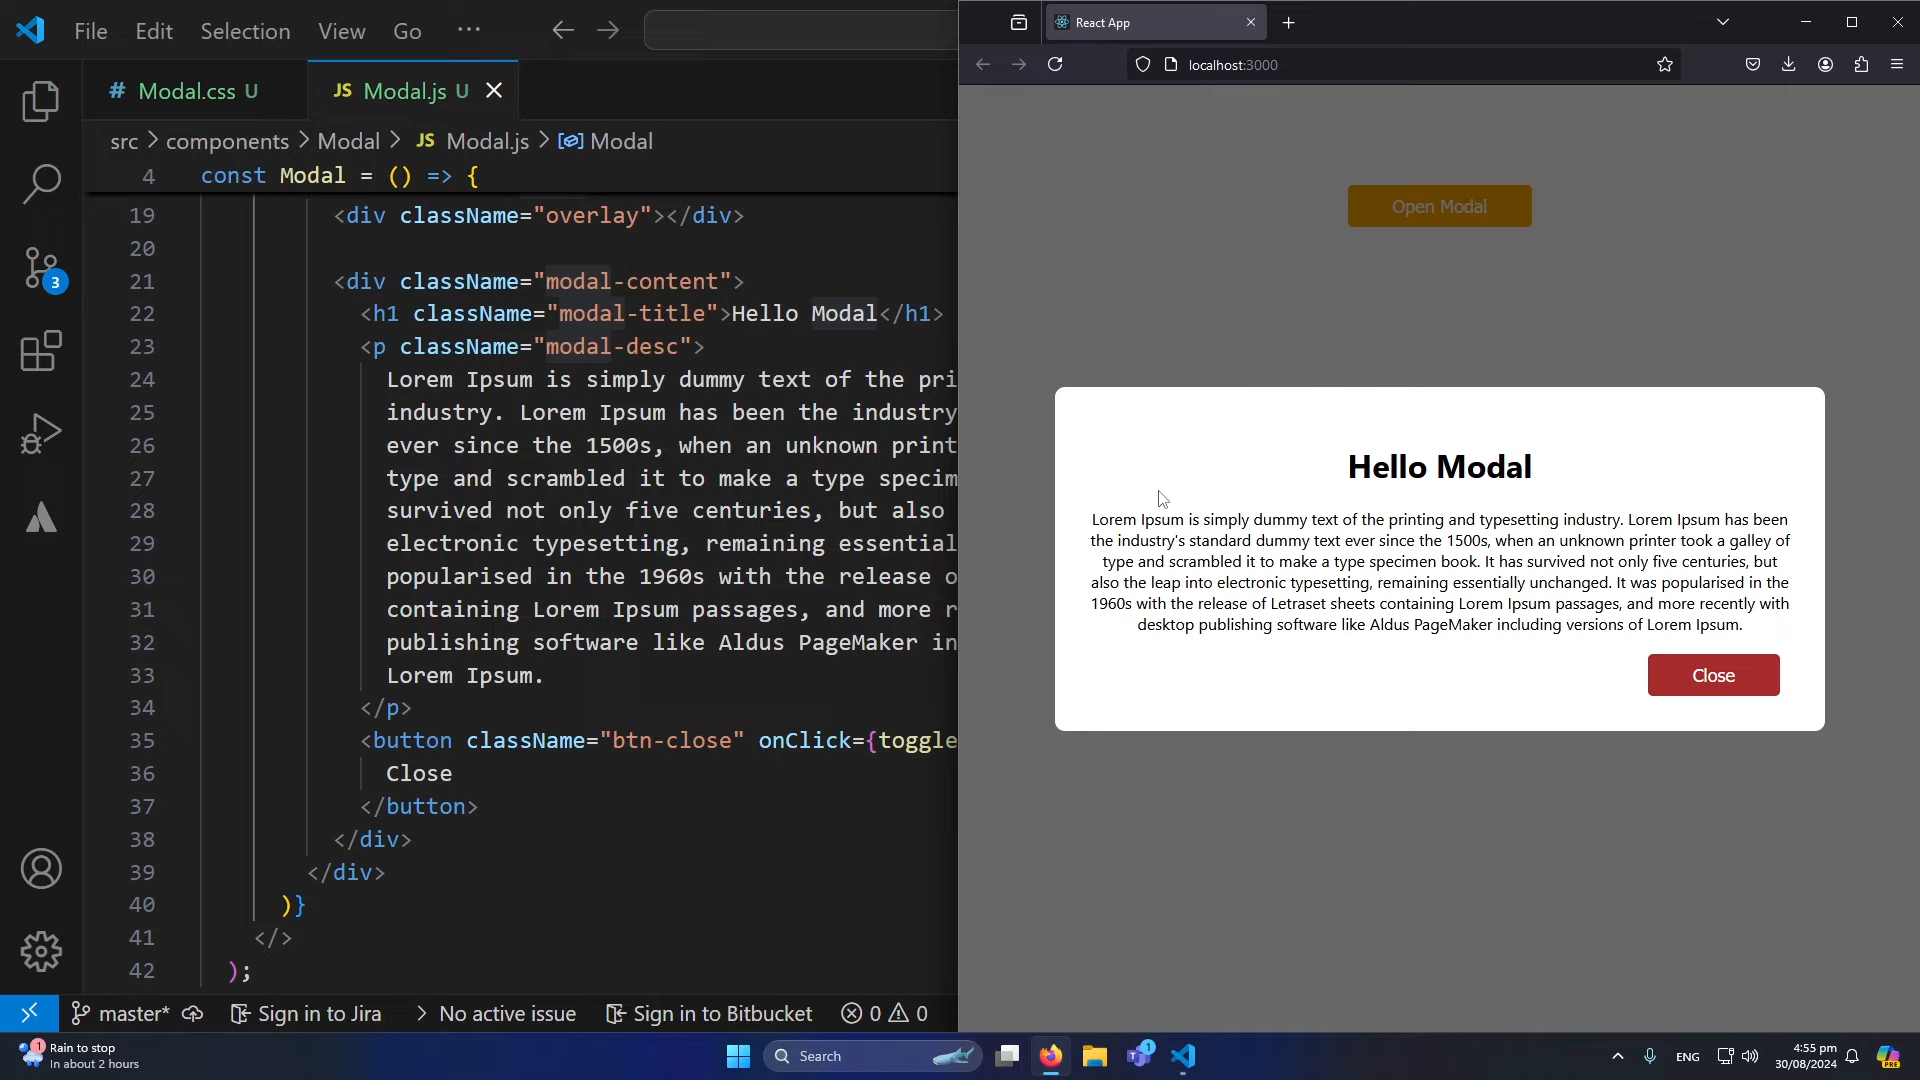 File Edit Selection View Go ···
# Modal.css U
JS Modal.js U
src > components > Modal > JS Modal.js > Modal
4 const Modal = () => {
19 <div className="overlay"></div>
20
21 <div className="modal-content">
22 <h1 className="modal-title">Hello Modal</h1>
23 <p className="modal-desc">
24 Lorem Ipsum is simply dummy text of the pri
25 industry. Lorem Ipsum has been the industry
26 ever since the 1500s, when an unknown print
27 type and scrambled it to make a type specim
28 survived not only five centuries, but also
29 electronic typesetting, remaining essential
30 popularised in the 1960s with the release o
31 containing Lorem Ipsum passages, and more r
32 publishing software like Aldus PageMaker in
33 Lorem Ipsum.
34 </p>
35 <button className="btn-close" onClick={toggle
36 Close
37 </button>
38 </div>
39 </div>
40 )}
41 </>
42 );
3
master* Sign in to Jira > No active issue Sign in to Bitbucket 0 0
React App
localhost:3000
Open Modal
Hello Modal
Lorem Ipsum is simply dummy text of the printing and typesetting industry. Lorem Ipsum has been
the industry's standard dummy text ever since the 1500s, when an unknown printer took a galley of
type and scrambled it to make a type specimen book. It has survived not only five centuries, but
also the leap into electronic typesetting, remaining essentially unchanged. It was popularised in the
1960s with the release of Letraset sheets containing Lorem Ipsum passages, and more recently with
desktop publishing software like Aldus PageMaker including versions of Lorem Ipsum.
Close
1
Rain to stop
In about 2 hours
Search
1
ENG
4:55 pm
30/08/2024
PRE